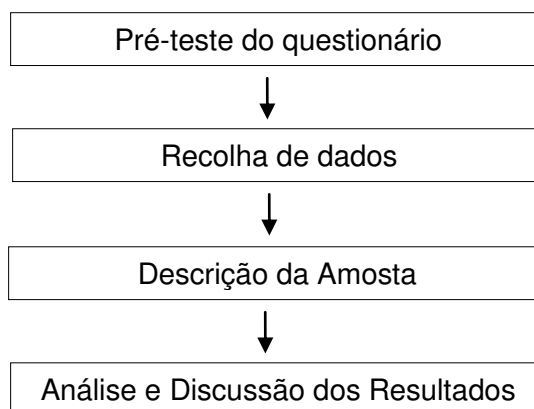 Pré-teste do questionário
Recolha de dados
Descrição da Amosta
Análise e Discussão dos Resultados